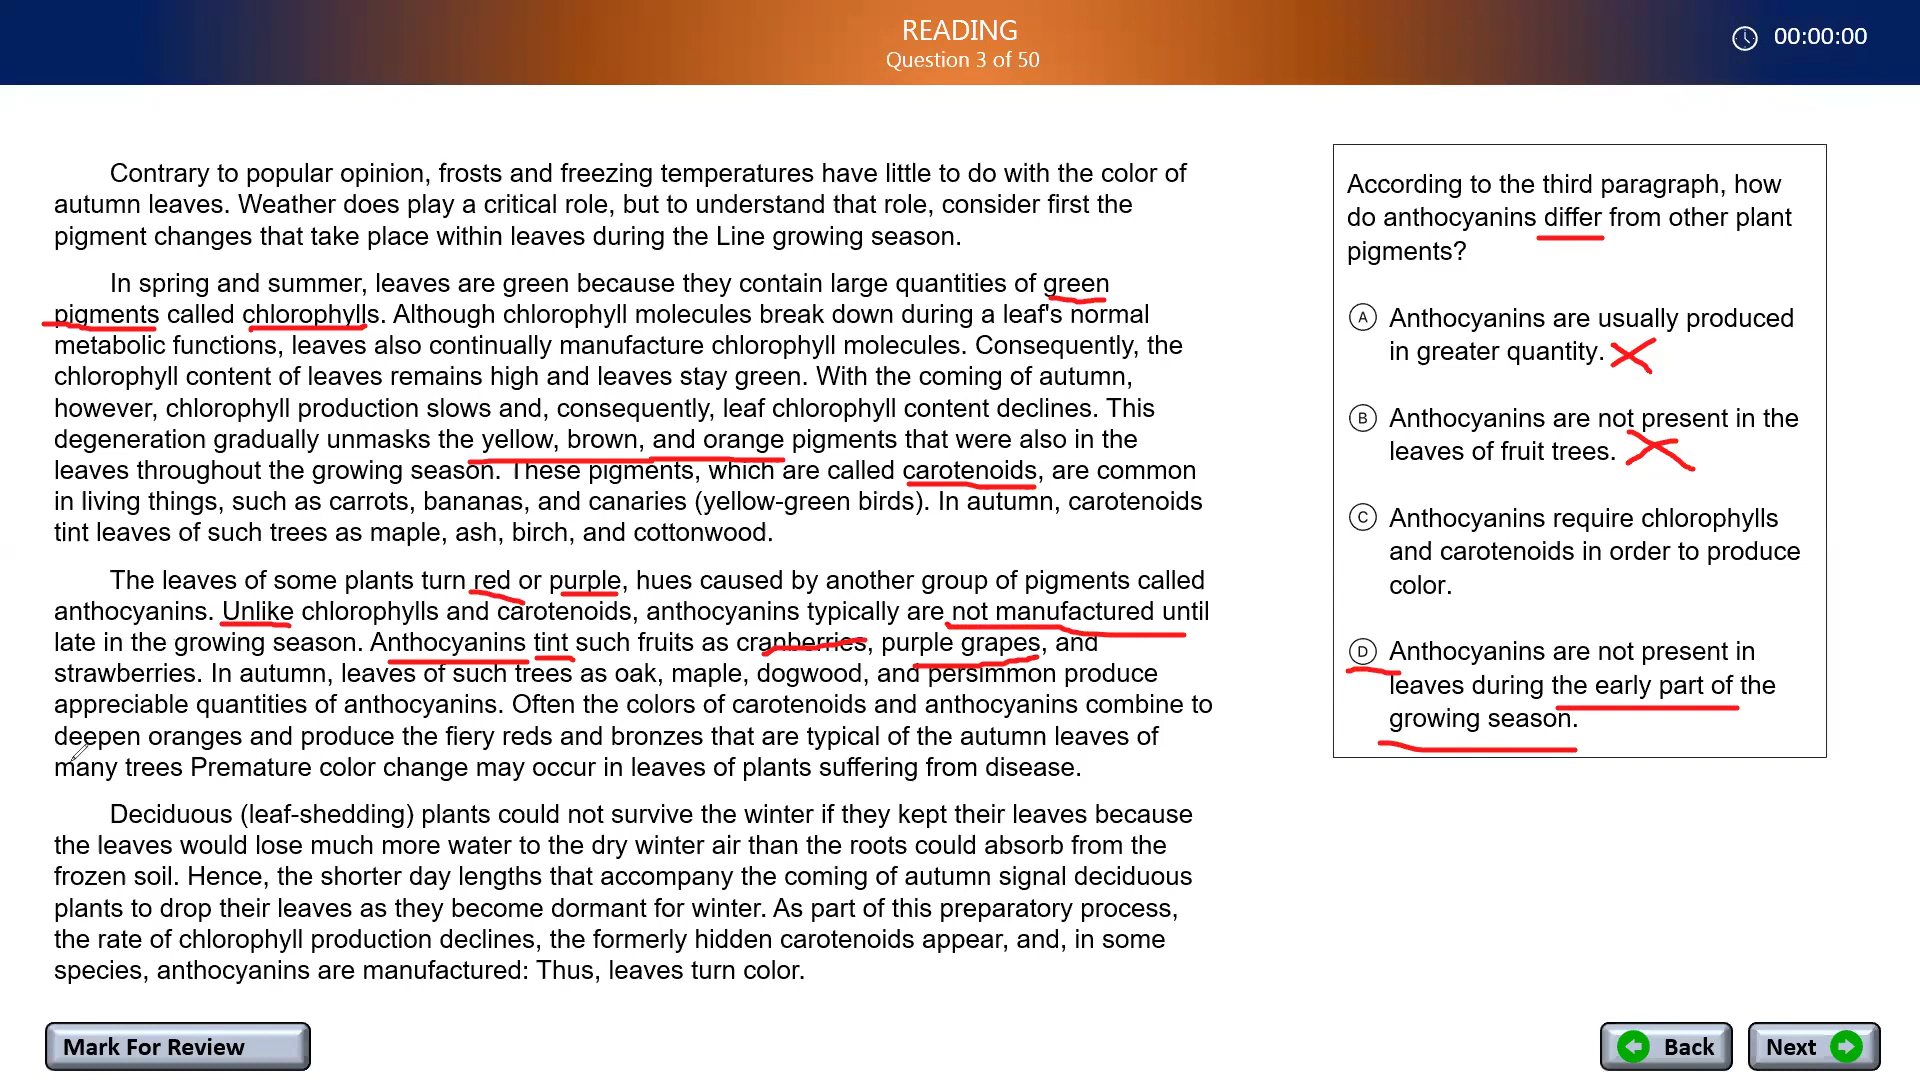 READING
Question 3 of 50
00:00:00
Contrary to popular opinion, frosts and freezing temperatures have little to do with the color of
autumn leaves. Weather does play a critical role, but to understand that role, consider first the
pigment changes that take place within leaves during the Line growing season.
In spring and summer, leaves are green because they contain large quantities of green
pigments called chlorophylls. Although chlorophyll molecules break down during a leaf's normal
metabolic functions, leaves also continually manufacture chlorophyll molecules. Consequently, the
chlorophyll content of leaves remains high and leaves stay green. With the coming of autumn,
however, chlorophyll production slows and, consequently, leaf chlorophyll content declines. This
degeneration gradually unmasks the yellow, brown, and orange pigments that were also in the
leaves throughout the growing season. These pigments, which are called carotenoids, are common
in living things, such as carrots, bananas, and canaries (yellow-green birds). In autumn, carotenoids
tint leaves of such trees as maple, ash, birch, and cottonwood.
The leaves of some plants turn red or purple, hues caused by another group of pigments called
anthocyanins. Unlike chlorophylls and carotenoids, anthocyanins typically are not manufactured until
late in the growing season. Anthocyanins tint such fruits as cranberries, purple grapes, and
strawberries. In autumn, leaves of such trees as oak, maple, dogwood, and persimmon produce
appreciable quantities of anthocyanins. Often the colors of carotenoids and anthocyanins combine to
deepen oranges and produce the fiery reds and bronzes that are typical of the autumn leaves of
many trees Premature color change may occur in leaves of plants suffering from disease.
Deciduous (leaf-shedding) plants could not survive the winter if they kept their leaves because
the leaves would lose much more water to the dry winter air than the roots could absorb from the
frozen soil. Hence, the shorter day lengths that accompany the coming of autumn signal deciduous
plants to drop their leaves as they become dormant for winter. As part of this preparatory process,
the rate of chlorophyll production declines, the formerly hidden carotenoids appear, and, in some
species, anthocyanins are manufactured: Thus, leaves turn color.
According to the third paragraph, how
do anthocyanins differ from other plant
pigments?
A Anthocyanins are usually produced
in greater quantity.
B Anthocyanins are not present in the
leaves of fruit trees.
C Anthocyanins require chlorophylls
and carotenoids in order to produce
color.
D Anthocyanins are not present in
leaves during the early part of the
growing season.
Mark For Review
Back
Next